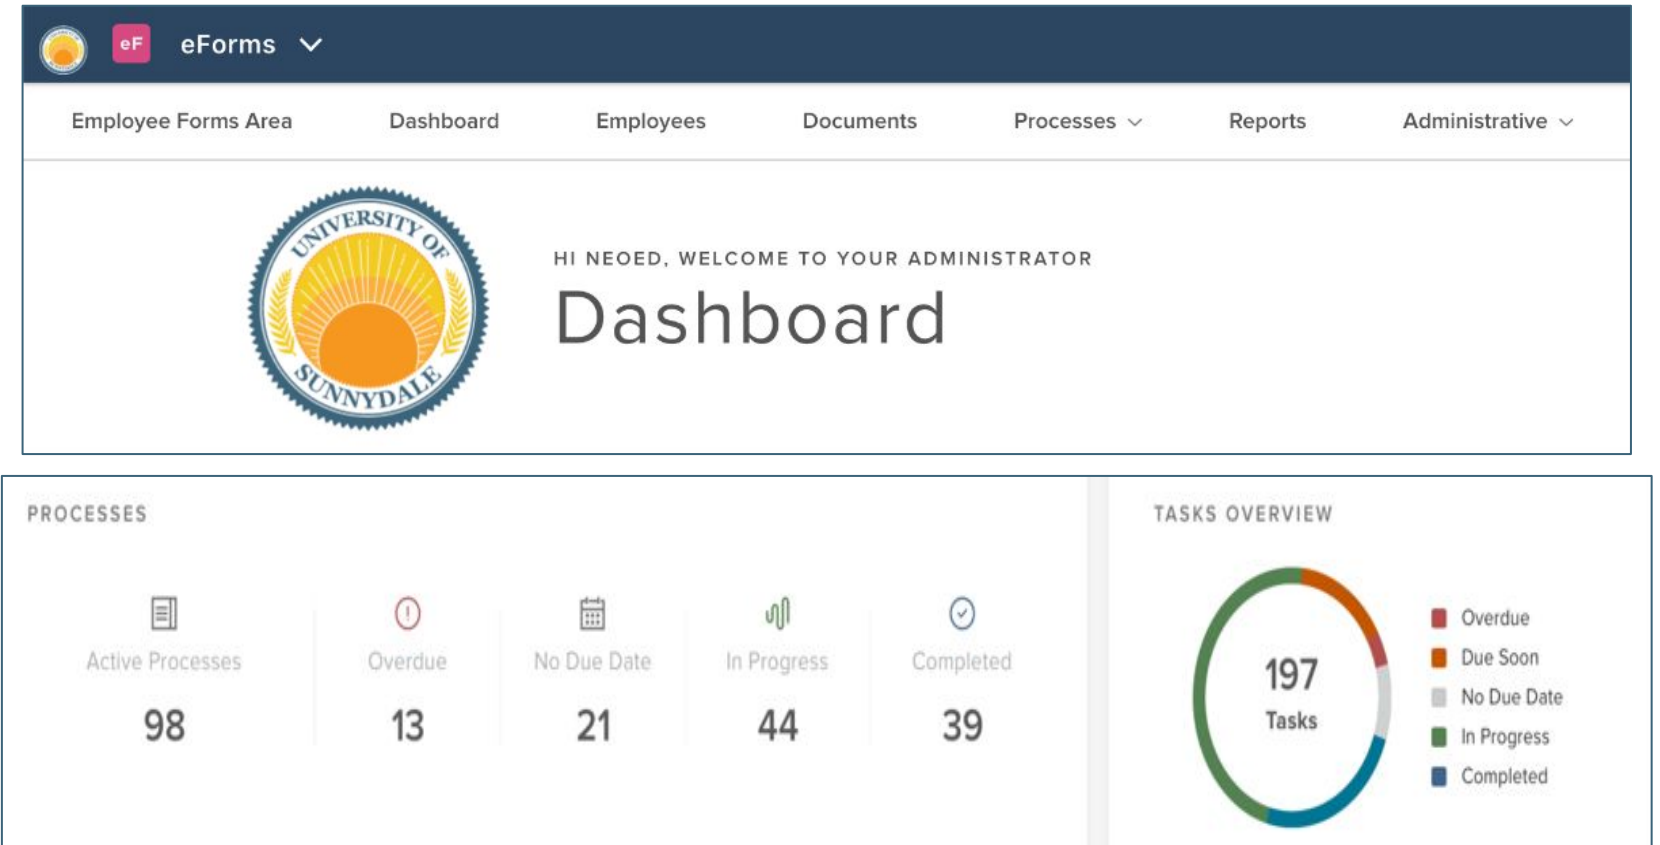 eF eForms
Employee Forms Area Dashboard Employees Documents Processes Reports Administrative
UNIVERSITY OF
SUNNYDALE
HI NEOED, WELCOME TO YOUR ADMINISTRATOR
Dashboard
PROCESSES
Active Processes Overdue No Due Date In Progress Completed
98 13 21 44 39
TASKS OVERVIEW
197
Tasks
Overdue
Due Soon
No Due Date
In Progress
Completed